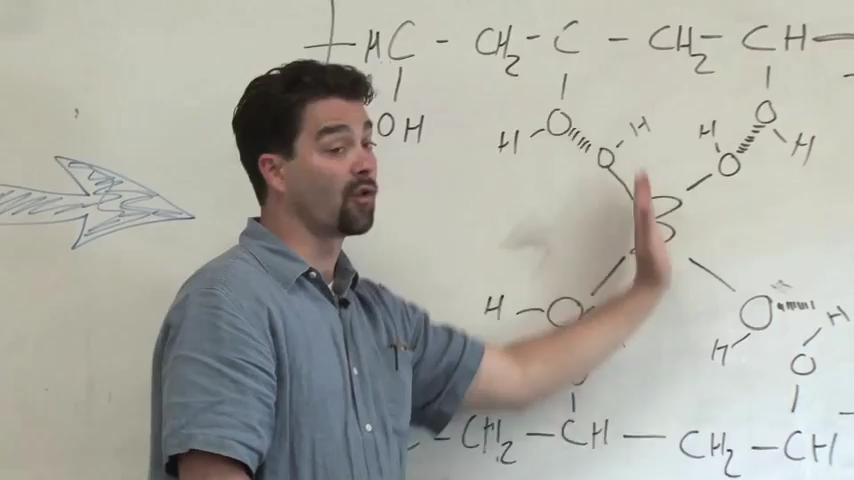 HC - CH2 - C - CH2 - CH -
OH
O H
H - O O H O
H O H
B
H - O O
H O H
O
CH2 - CH - CH2 - CH